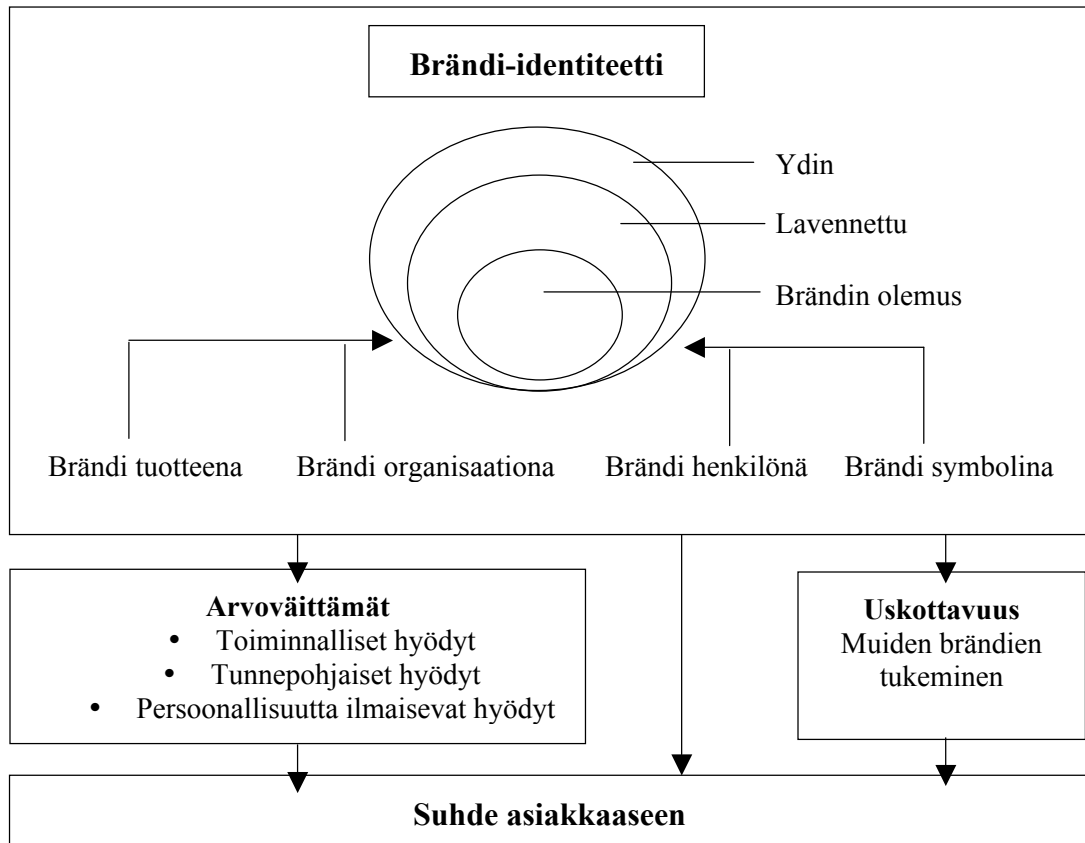 Brändi-identiteetti
Ydin
Lavennettu
Brändin olemus
Brändi tuotteena
Brändi organisaationa
Brändi henkilönä
Brändi symbolina
Arvoväittämät
• Toiminnalliset hyödyt
• Tunnepohjaiset hyödyt
• Persoonallisuutta ilmaisevat hyödyt
Uskottavuus
Muiden brändien
tukeminen
Suhde asiakkaaseen